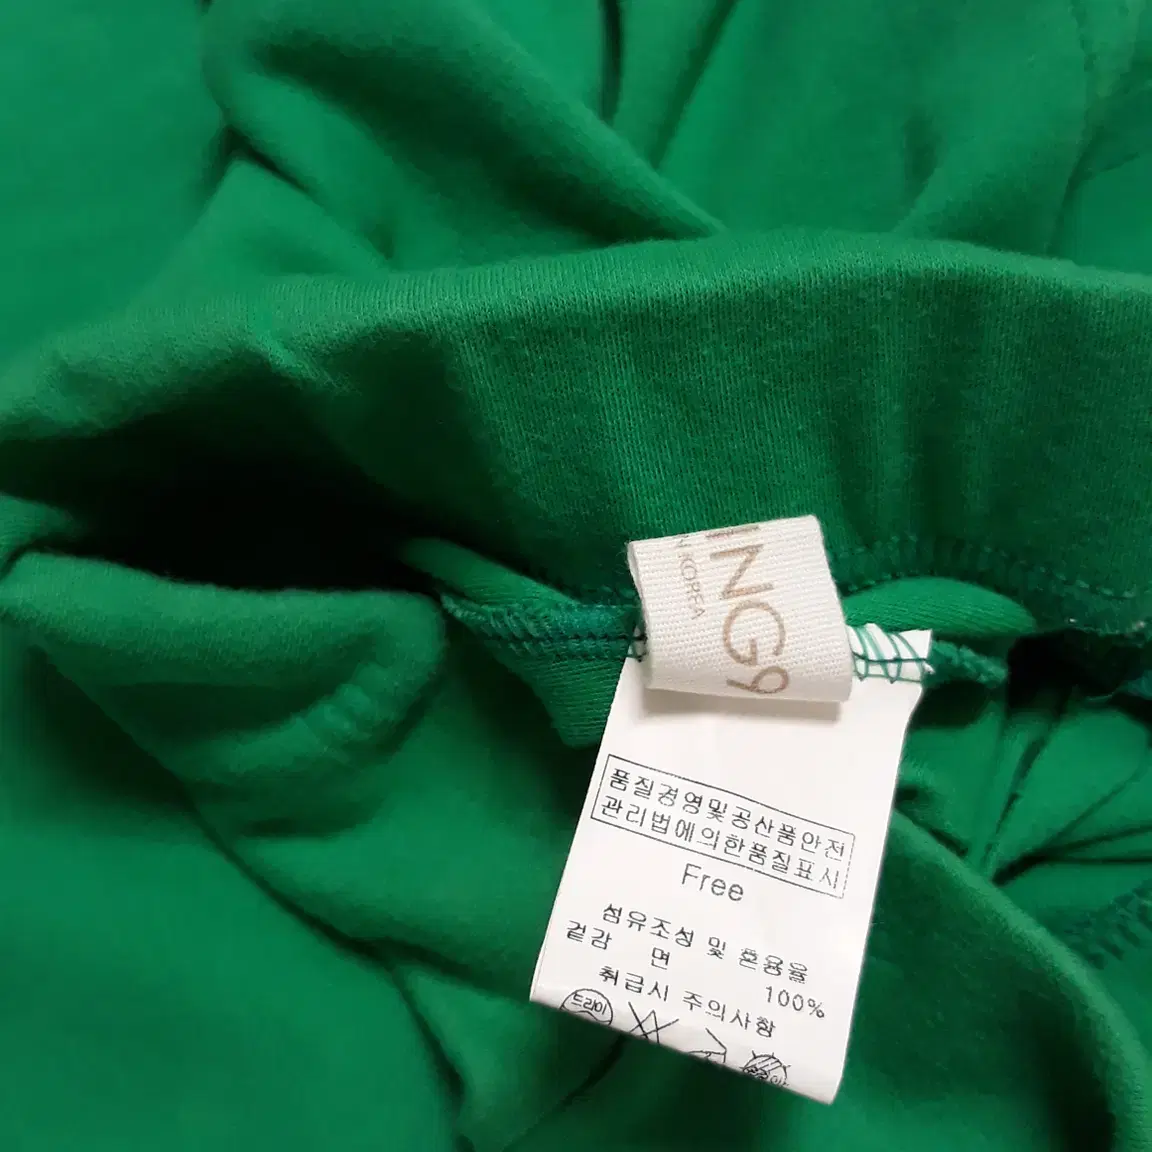 ING9
N KOREA
품질경영및공산품안전
관리법에의한품질표시
Free
섬유조성 및 혼용율
겉감 면 100%
취급시 주의사항
드라이